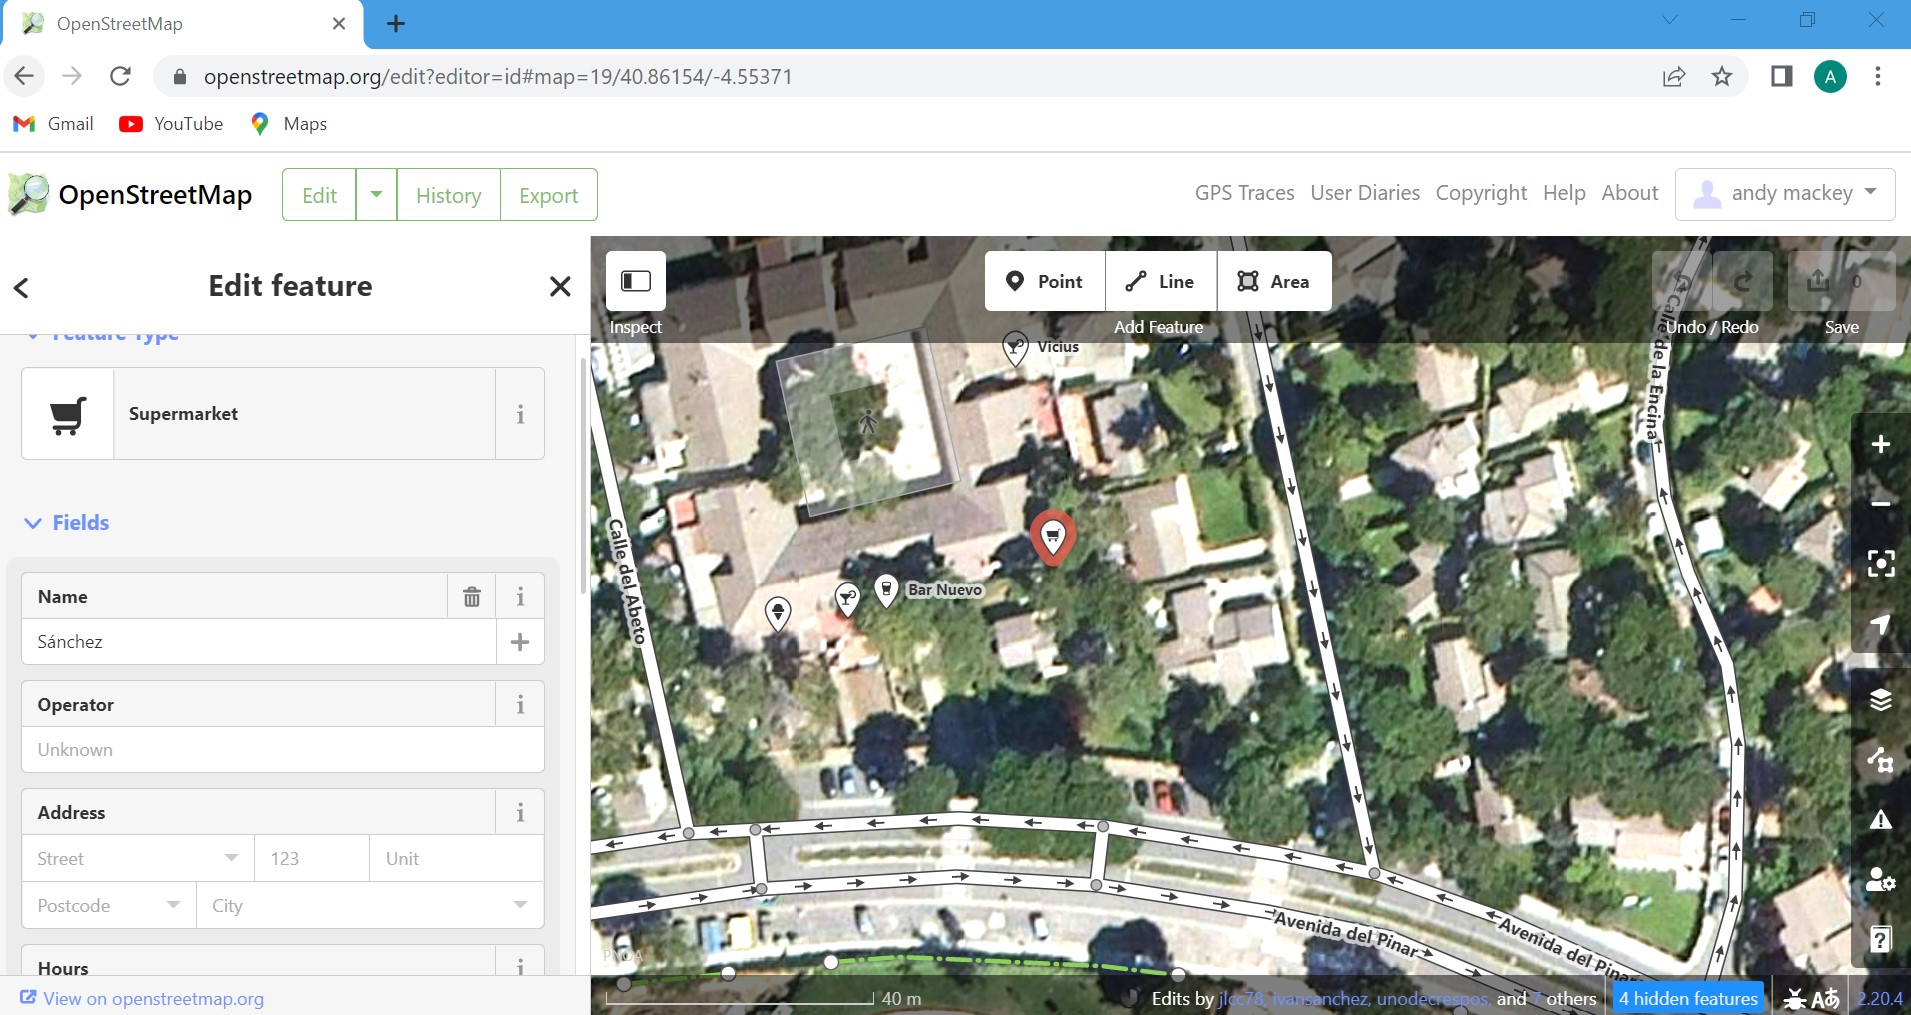 OpenStreetMap
openstreetmap.org/edit?editor=id#map=19/40.86154/-4.55371
A
Gmail YouTube Maps
OpenStreetMap Edit History Export GPS Traces User Diaries Copyright Help About andy mackey
Edit feature
Feature Type
Supermarket
i
Fields
Name
i
Sánchez
Operator
i
Unknown
Address
i
Street 123 Unit
Postcode City
Hours
i
View on openstreetmap.org
Inspect
Point Line Area
Add Feature
Undo / Redo
0
Save
Vicius
Calle de la Encina
Calle del Abeto
Bar Nuevo
Avenida del Pinar
Avenida del Pinar
PNOA
40 m
Edits by jlcc78, ivansanchez, unodecrespos, and 7 others
4 hidden features
Aあ
2.20.4
?